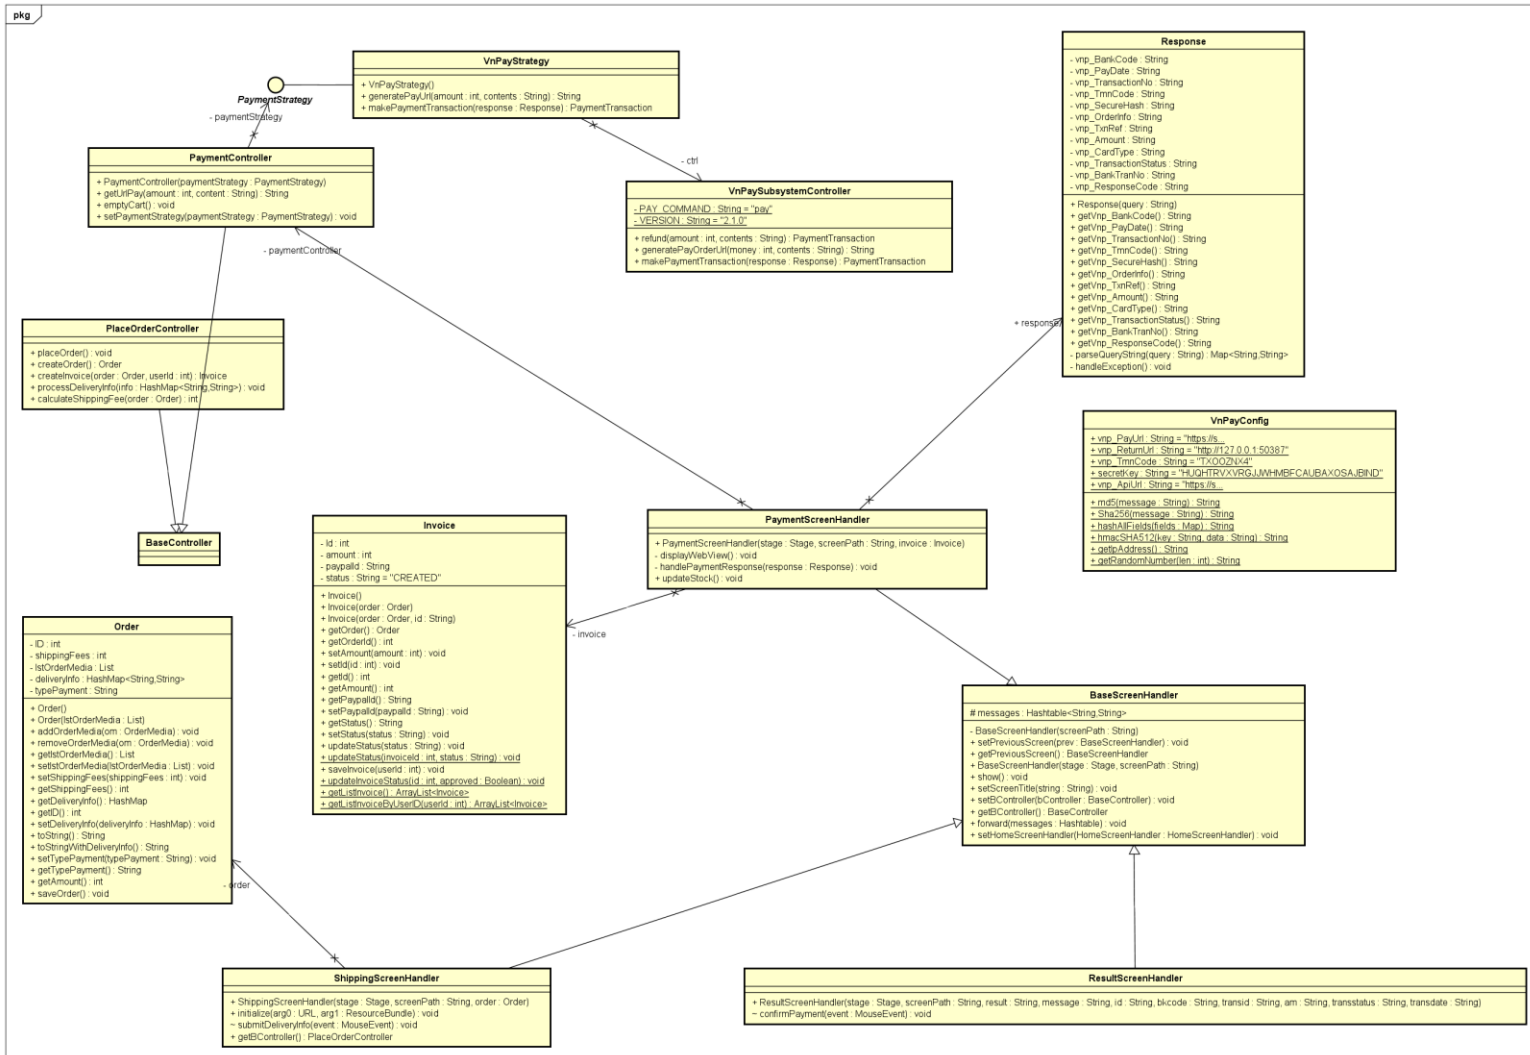 pkg
VnPayStrategy
+ VnPayStrategy()
+ generatePayUrl(amount : int, contents : String) : String
+ makePaymentTransaction(response : Response) : PaymentTransaction
PaymentStrategy
- paymentStrategy
PaymentController
+ PaymentController(paymentStrategy : PaymentStrategy)
+ getUrlPay(amount : int, content : String) : String
+ emptyCart() : void
+ setPaymentStrategy(paymentStrategy : PaymentStrategy) : void
- ctrl
VnPaySubsystemController
- PAY_COMMAND : String = "pay"
- VERSION : String = "2.1.0"
+ refund(amount : int, contents : String) : PaymentTransaction
+ generatePayOrderUrl(money : int, contents : String) : String
+ makePaymentTransaction(response : Response) : PaymentTransaction
Response
- vnp_BankCode : String
- vnp_PayDate : String
- vnp_TransactionNo : String
- vnp_TmnCode : String
- vnp_SecureHash : String
- vnp_OrderInfo : String
- vnp_TxnRef : String
- vnp_Amount : String
- vnp_CardType : String
- vnp_TransactionStatus : String
- vnp_BankTranNo : String
- vnp_ResponseCode : String
+ Response(query : String)
+ getVnp_BankCode() : String
+ getVnp_PayDate() : String
+ getVnp_TransactionNo() : String
+ getVnp_TmnCode() : String
+ getVnp_SecureHash() : String
+ getVnp_OrderInfo() : String
+ getVnp_TxnRef() : String
+ getVnp_Amount() : String
+ getVnp_CardType() : String
+ getVnp_TransactionStatus() : String
+ getVnp_BankTranNo() : String
+ getVnp_ResponseCode() : String
- parseQueryString(query : String) : Map<String,String>
- handleException() : void
- paymentController
+ response
PlaceOrderController
+ placeOrder() : void
+ createOrder() : Order
+ createInvoice(order : Order, userId : int) : Invoice
+ processDeliveryInfo(info : HashMap<String,String>) : void
+ calculateShippingFee(order : Order) : int
VnPayConfig
+ vnp_PayUrl : String = "https://s...
+ vnp_ReturnUrl : String = "http://127.0.0.1:50387"
+ vnp_TmnCode : String = "TXOOZNX4"
+ secretKey : String = "HUQHTRVXVRGJJWHMBFCAUBAXOSAJBIND"
+ vnp_ApiUrl : String = "https://s...
+ md5(message : String) : String
+ Sha256(message : String) : String
+ hashAllFields(fields : Map) : String
+ hmacSHA512(key : String, data : String) : String
+ getIpAddress() : String
+ getRandomNumber(len : int) : String
BaseController
Invoice
- Id : int
- amount : int
- paypalId : String
- status : String = "CREATED"
+ Invoice()
+ Invoice(order : Order)
+ Invoice(order : Order, id : String)
+ getOrder() : Order
+ getOrderId() : int
+ setAmount(amount : int) : void
+ setId(id : int) : void
+ getId() : int
+ getAmount() : int
+ getPaypalId() : String
+ setPaypalId(paypalId : String) : void
+ getStatus() : String
+ setStatus(status : String) : void
+ updateStatus(status : String) : void
+ updateStatus(invoiceId : int, status : String) : void
+ saveInvoice(userId : int) : void
+ updateInvoiceStatus(id : int, approved : Boolean) : void
+ getListInvoice() : ArrayList<Invoice>
+ getListInvoiceByUserID(userId : int) : ArrayList<Invoice>
PaymentScreenHandler
+ PaymentScreenHandler(stage : Stage, screenPath : String, invoice : Invoice)
- displayWebView() : void
- handlePaymentResponse(response : Response) : void
+ updateStock() : void
- invoice
Order
- ID : int
- shippingFees : int
- lstOrderMedia : List
- deliveryInfo : HashMap<String,String>
- typePayment : String
+ Order()
+ Order(lstOrderMedia : List)
+ addOrderMedia(om : OrderMedia) : void
+ removeOrderMedia(om : OrderMedia) : void
+ getlstOrderMedia() : List
+ setlstOrderMedia(lstOrderMedia : List) : void
+ setShippingFees(shippingFees : int) : void
+ getShippingFees() : int
+ getDeliveryInfo() : HashMap
+ getID() : int
+ setDeliveryInfo(deliveryInfo : HashMap) : void
+ toString() : String
+ toStringWithDeliveryInfo() : String
+ setTypePayment(typePayment : String) : void
+ getTypePayment() : String
+ getAmount() : int
+ saveOrder() : void
- order
BaseScreenHandler
# messages : Hashtable<String,String>
- BaseScreenHandler(screenPath : String)
+ setPreviousScreen(prev : BaseScreenHandler) : void
+ getPreviousScreen() : BaseScreenHandler
+ BaseScreenHandler(stage : Stage, screenPath : String)
+ show() : void
+ setScreenTitle(string : String) : void
+ setBController(bController : BaseController) : void
+ getBController() : BaseController
+ forward(messages : Hashtable) : void
+ setHomeScreenHandler(HomeScreenHandler : HomeScreenHandler) : void
ShippingScreenHandler
+ ShippingScreenHandler(stage : Stage, screenPath : String, order : Order)
+ initialize(arg0 : URL, arg1 : ResourceBundle) : void
~ submitDeliveryInfo(event : MouseEvent) : void
+ getBController() : PlaceOrderController
ResultScreenHandler
+ ResultScreenHandler(stage : Stage, screenPath : String, result : String, message : String, id : String, bkcode : String, transid : String, am : String, transstatus : String, transdate : String)
~ confirmPayment(event : MouseEvent) : void